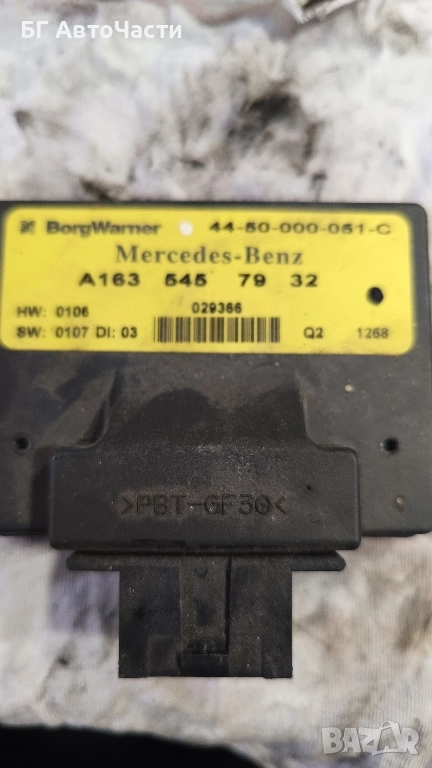 БГ АвтоЧасти
BorgWarner 44-50-000-051-C
Mercedes-Benz
A163 545 79 32
HW: 0106 029366
SW: 0107 DI: 03 Q2 1268
>PBT-GF30<
BAZAR